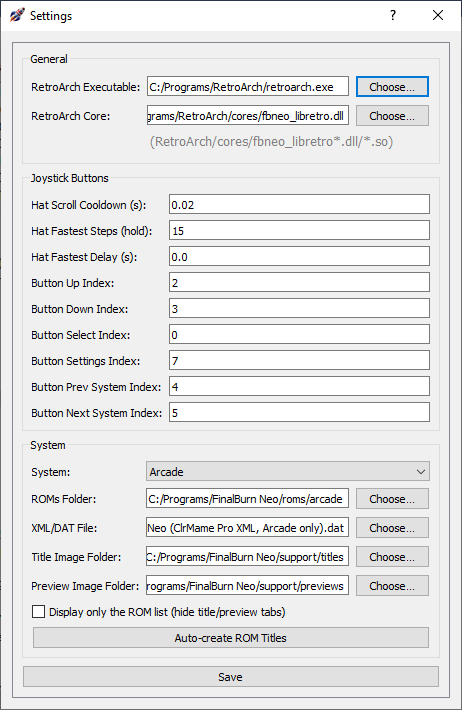 Settings
?
General
RetroArch Executable: C:/Programs/RetroArch/retroarch.exe Choose...
RetroArch Core: grams/RetroArch/cores/fbneo_libretro.dll Choose...
(RetroArch/cores/fbneo_libretro*.dll/*.so)
Joystick Buttons
Hat Scroll Cooldown (s): 0.02
Hat Fastest Steps (hold): 15
Hat Fastest Delay (s): 0.0
Button Up Index: 2
Button Down Index: 3
Button Select Index: 0
Button Settings Index: 7
Button Prev System Index: 4
Button Next System Index: 5
System
System: Arcade
ROMs Folder: C:/Programs/FinalBurn Neo/roms/arcade Choose...
XML/DAT File: Neo (ClrMame Pro XML, Arcade only).dat Choose...
Title Image Folder: C:/Programs/FinalBurn Neo/support/titles Choose...
Preview Image Folder: rograms/FinalBurn Neo/support/previews Choose...
Display only the ROM list (hide title/preview tabs)
Auto-create ROM Titles
Save